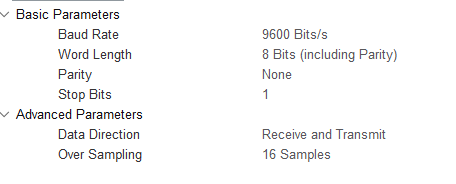 Basic Parameters
Baud Rate 9600 Bits/s
Word Length 8 Bits (including Parity)
Parity None
Stop Bits 1
Advanced Parameters
Data Direction Receive and Transmit
Over Sampling 16 Samples